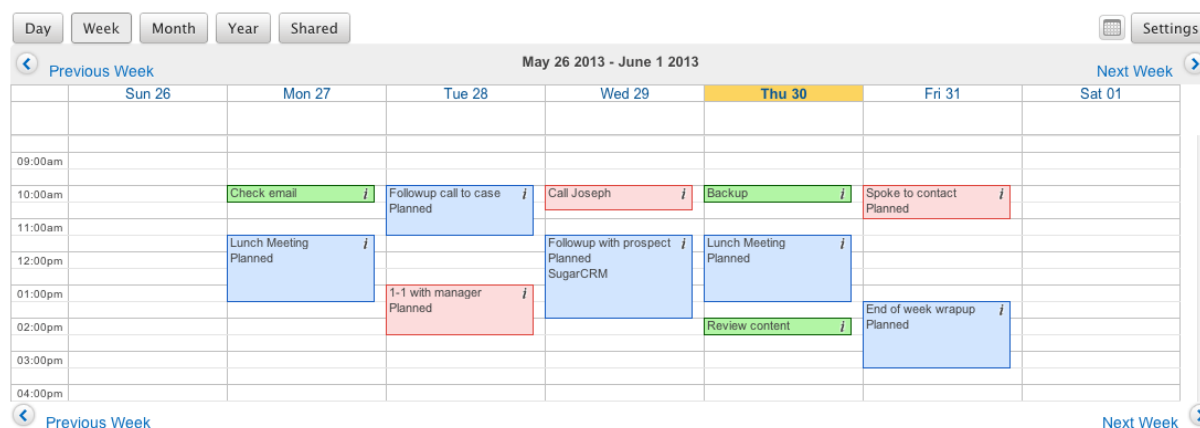 Day Week Month Year Shared Settings
Previous Week May 26 2013 - June 1 2013 Next Week
Sun 26 Mon 27 Tue 28 Wed 29 Thu 30 Fri 31 Sat 01
09:00am
10:00am Check email i Followup call to case i Call Joseph i Backup i Spoke to contact i
Planned Planned
11:00am
Lunch Meeting i Followup with prospect i Lunch Meeting i
12:00pm Planned Planned Planned
SugarCRM
01:00pm 1-1 with manager i
Planned End of week wrapup i
02:00pm Review content i Planned
03:00pm
04:00pm
Previous Week Next Week